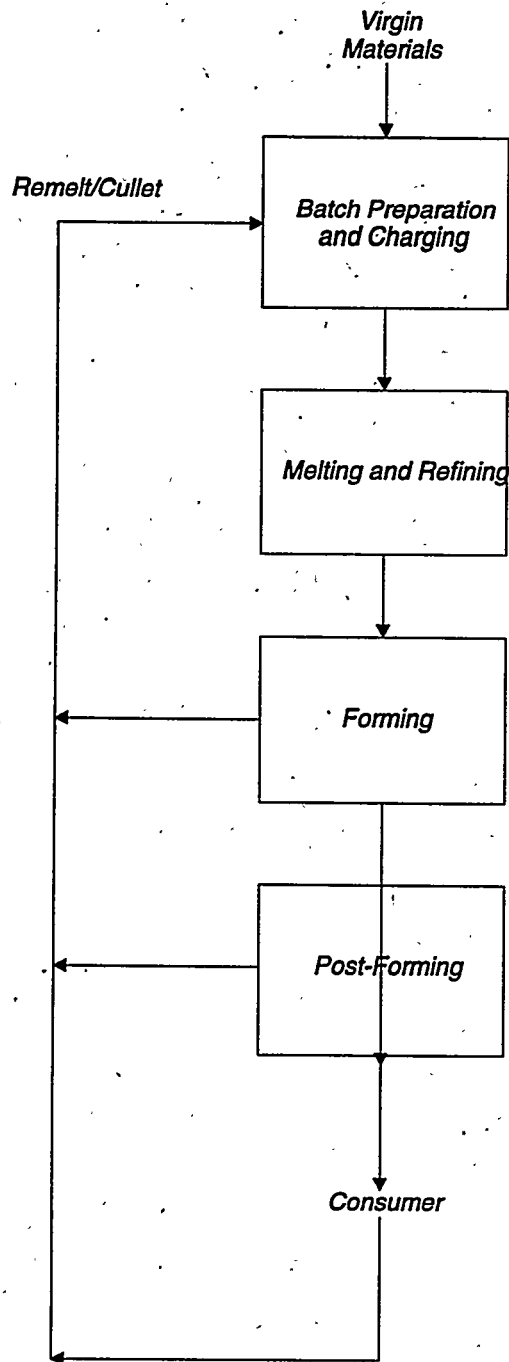 Virgin
Materials
Remelt/Cullet
Batch Preparation
and Charging
Melting and Refining
Forming
Post-Forming
Consumer